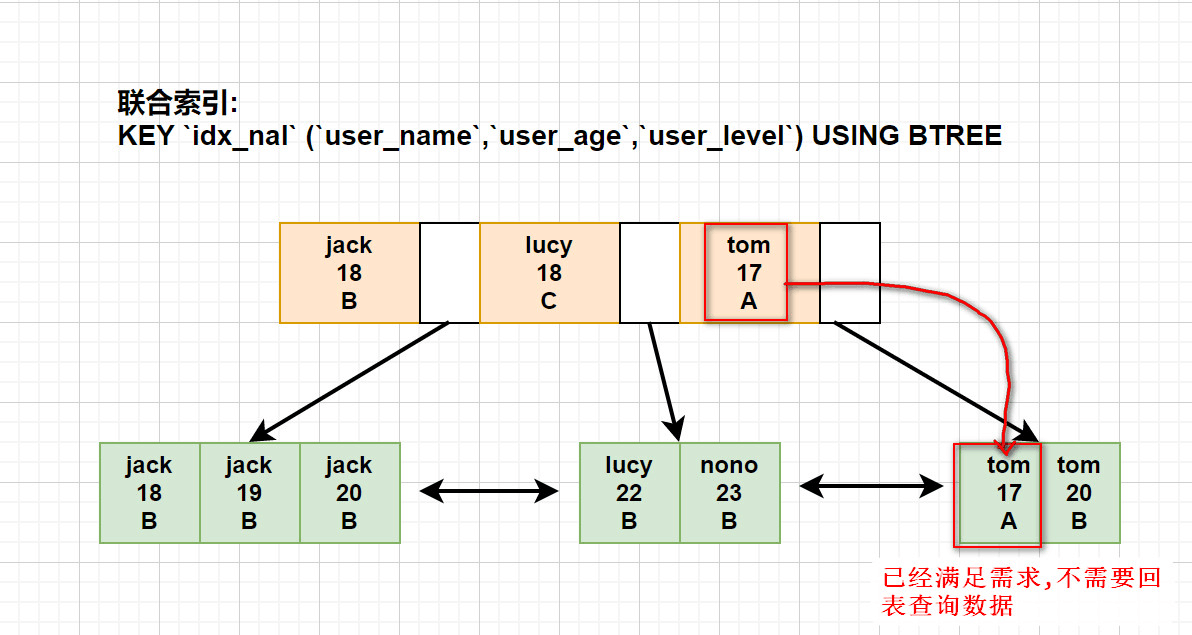 联合索引:
KEY `idx_nal` (`user_name`,`user_age`,`user_level`) USING BTREE
jack
18
B
lucy
18
C
tom
17
A
jack
18
B
jack
19
B
jack
20
B
lucy
22
B
nono
23
B
tom
17
A
tom
20
B
已经满足需求,不需要回
表查询数据